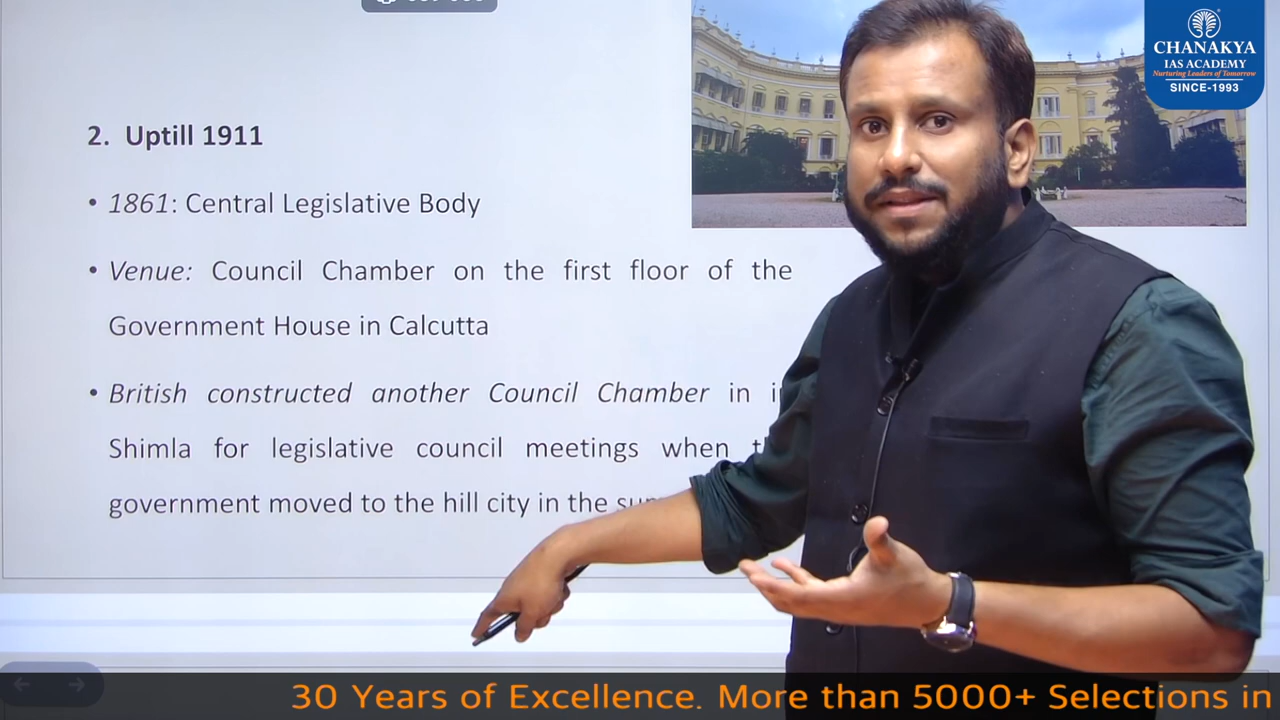 CHANAKYA
IAS ACADEMY
Nurturing Leaders of Tomorrow
SINCE-1993
2. Uptill 1911
• 1861: Central Legislative Body
• Venue: Council Chamber on the first floor of the
Government House in Calcutta
• British constructed another Council Chamber in
Shimla for legislative council meetings when
government moved to the hill city in the
30 Years of Excellence. More than 5000+ Selections in